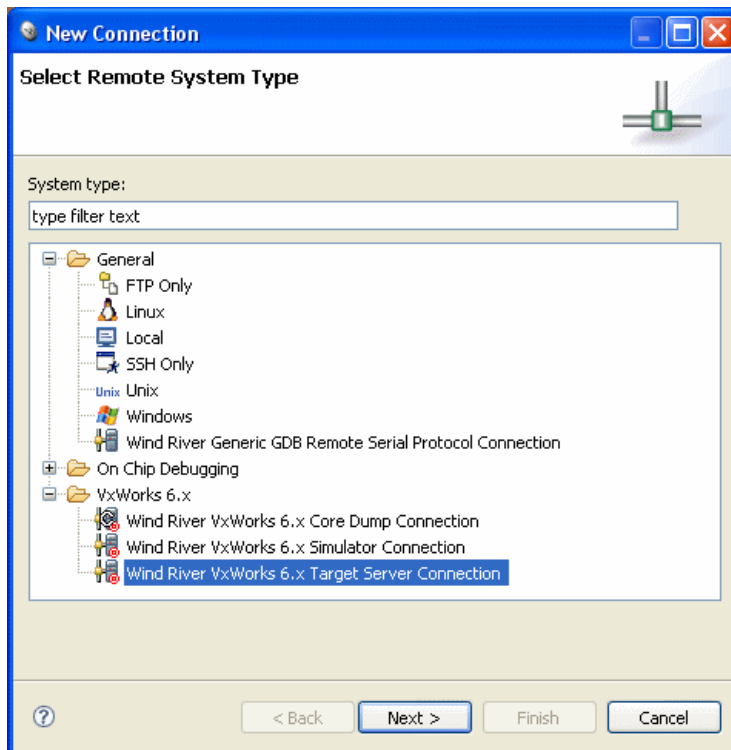 New Connection
Select Remote System Type
System type:
type filter text
General
FTP Only
Linux
Local
SSH Only
Unix Unix
Windows
Wind River Generic GDB Remote Serial Protocol Connection
On Chip Debugging
VxWorks 6.x
Wind River VxWorks 6.x Core Dump Connection
Wind River VxWorks 6.x Simulator Connection
Wind River VxWorks 6.x Target Server Connection
? < Back Next > Finish Cancel